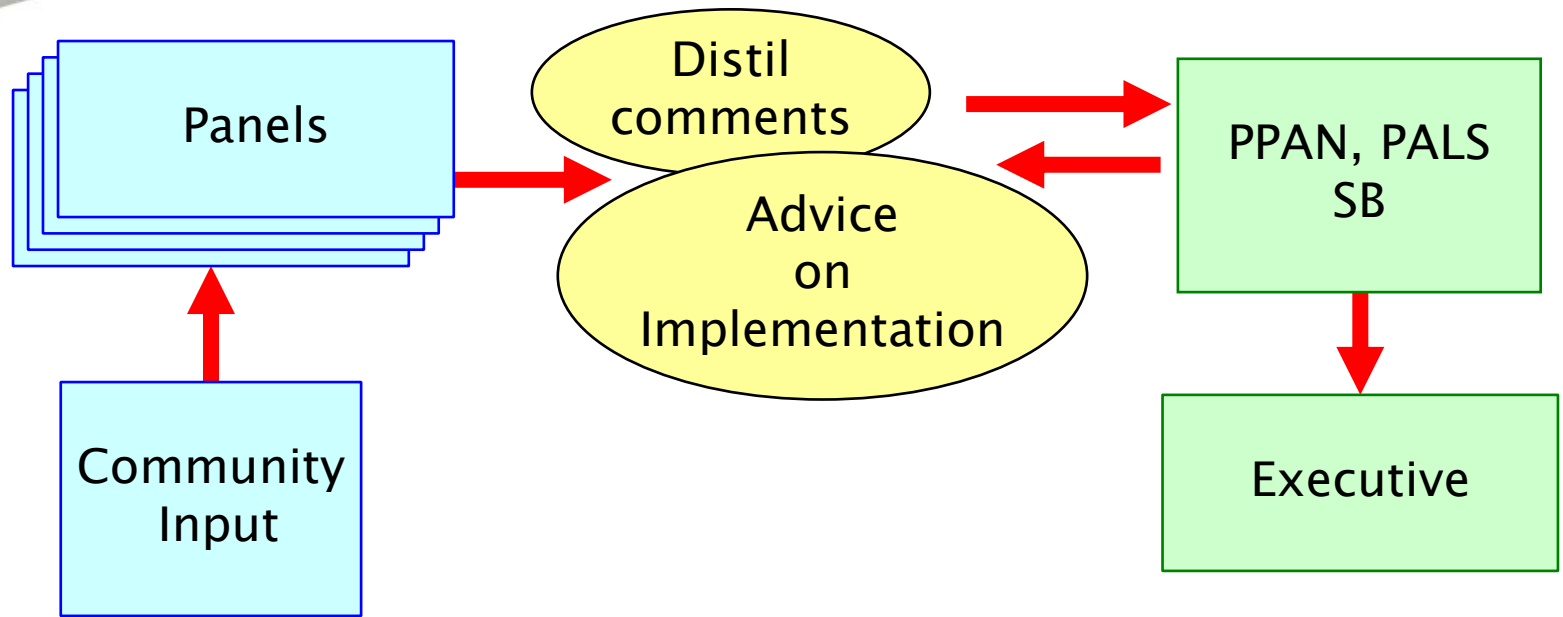 Panels
Distil
comments
PPAN, PALS
SB
Advice
on
Implementation
Community
Input
Executive